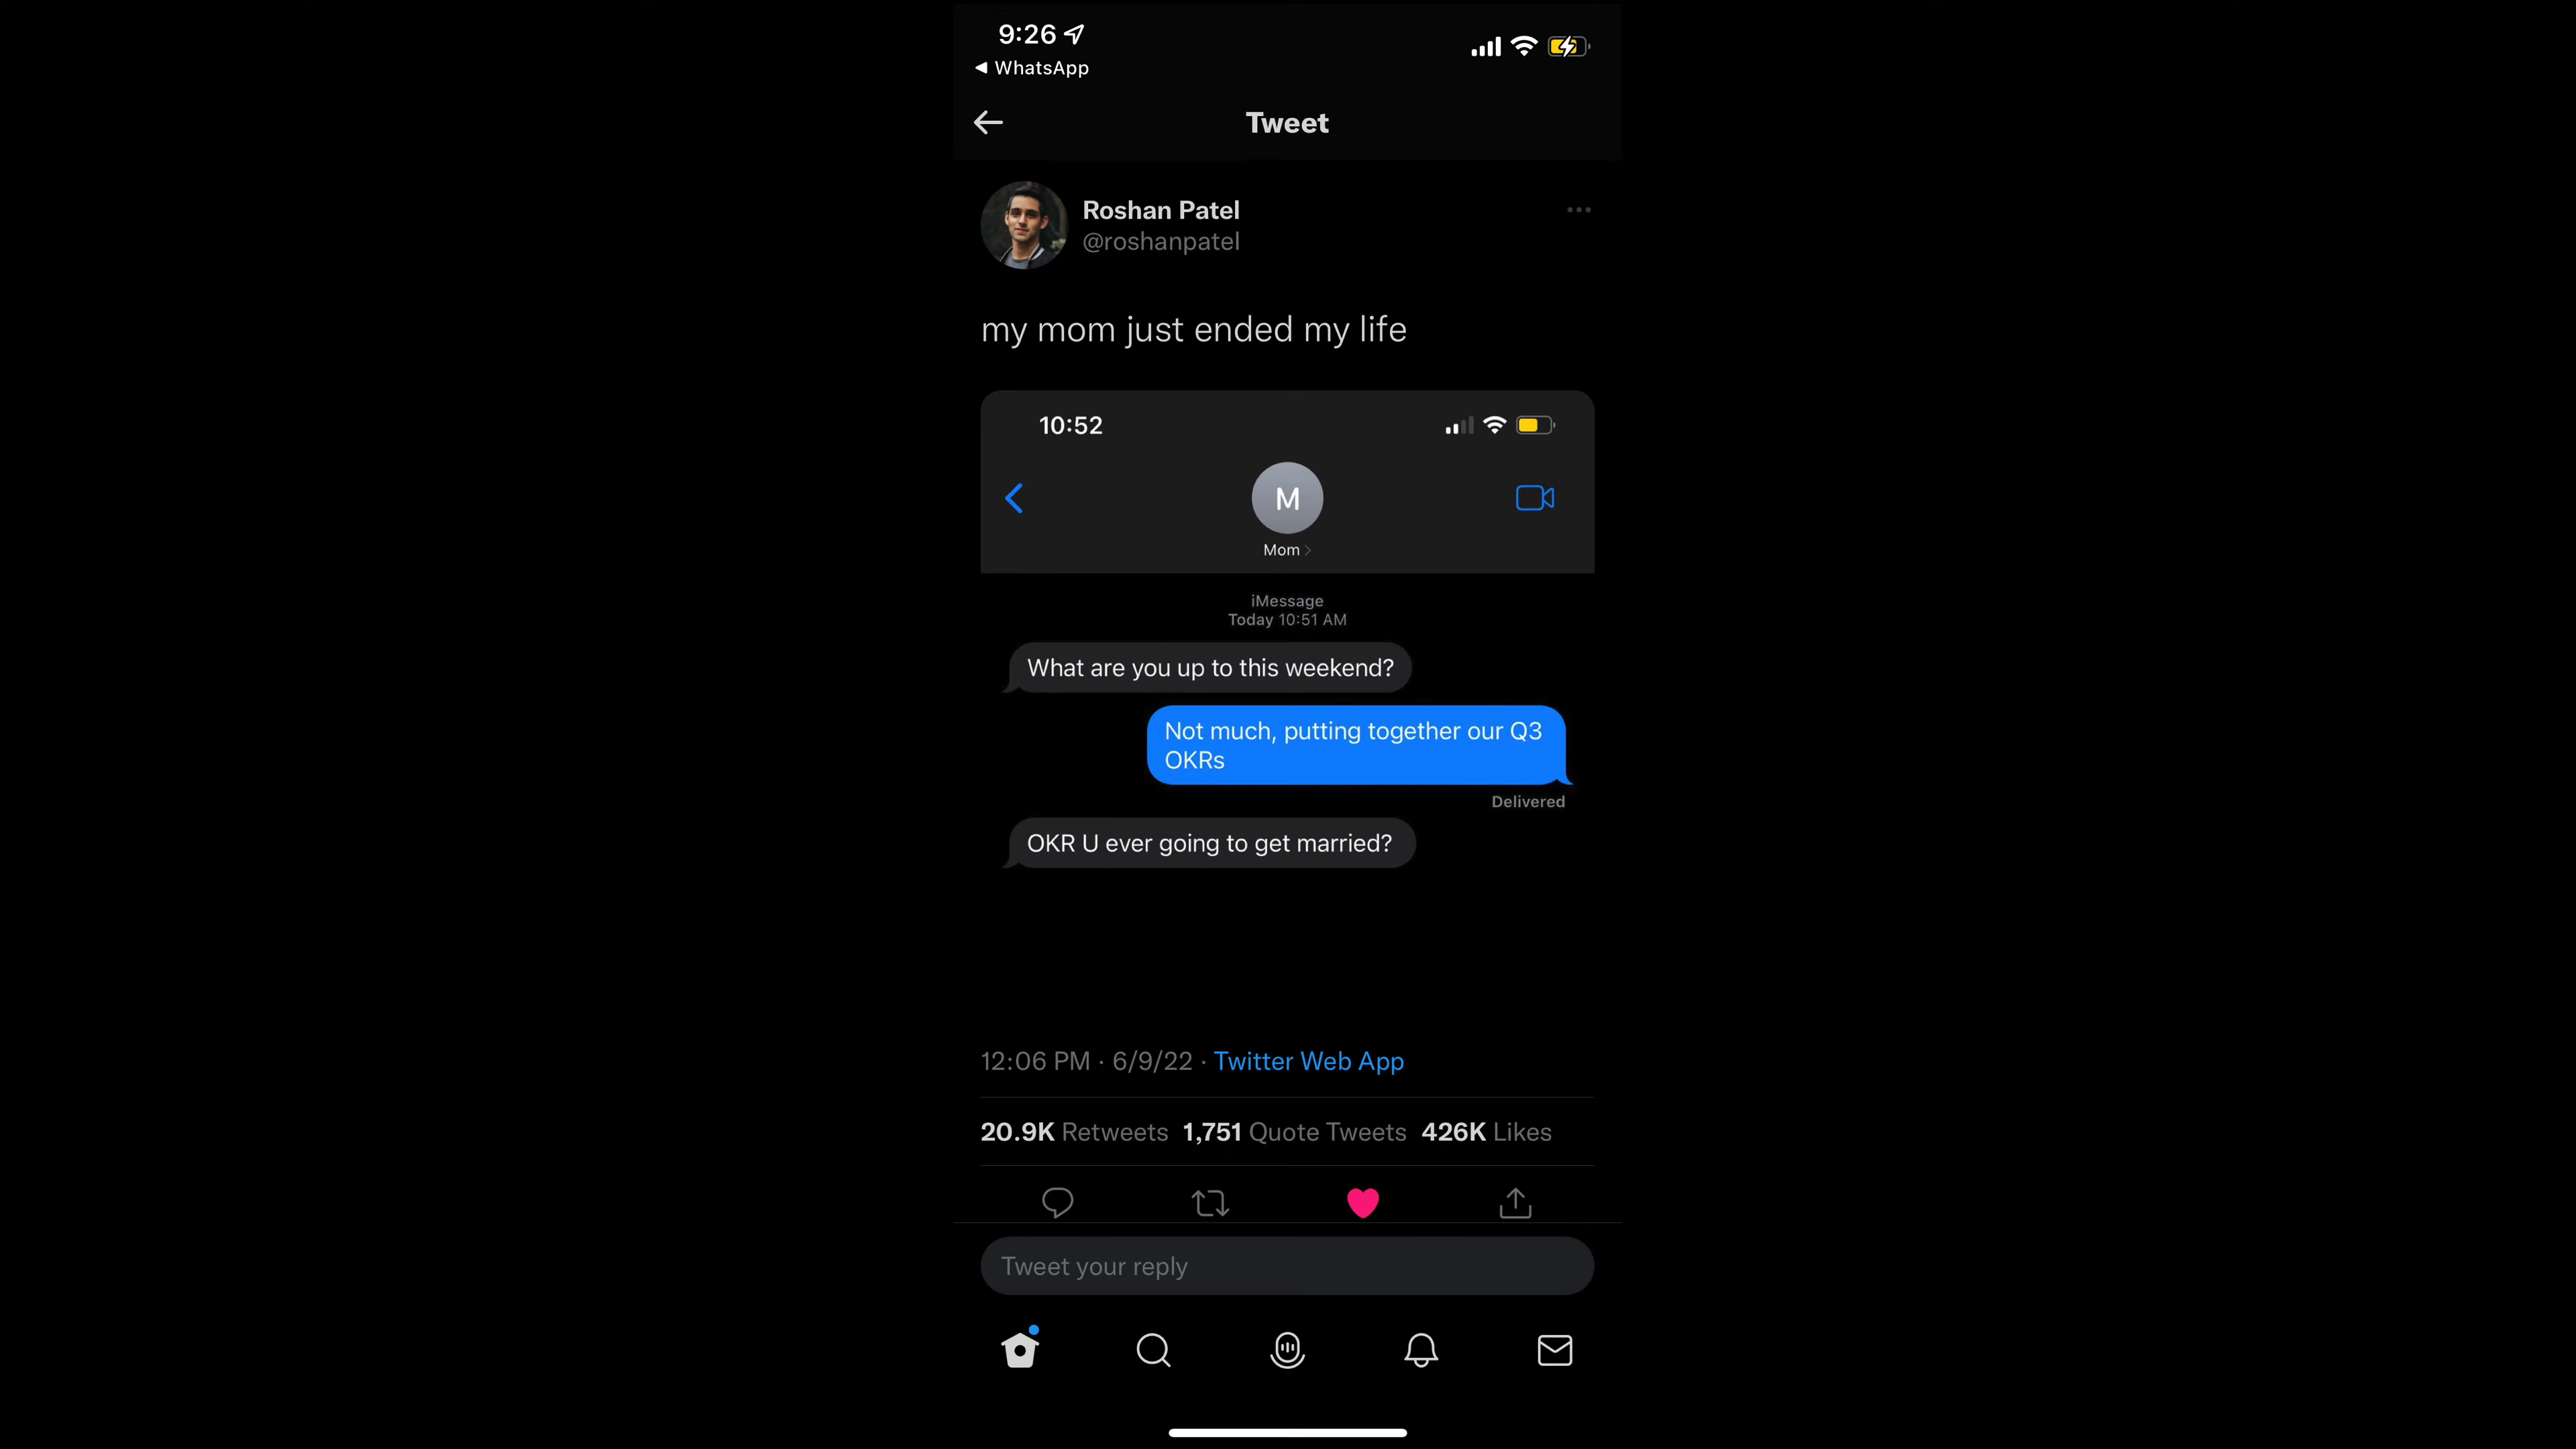 9:26
◀ WhatsApp
Tweet
Roshan Patel
@roshanpatel
my mom just ended my life
10:52
M
Mom
iMessage
Today 10:51 AM
What are you up to this weekend?
Not much, putting together our Q3
OKRs
Delivered
OKR U ever going to get married?
12:06 PM · 6/9/22 · Twitter Web App
20.9K Retweets 1,751 Quote Tweets 426K Likes
Tweet your reply